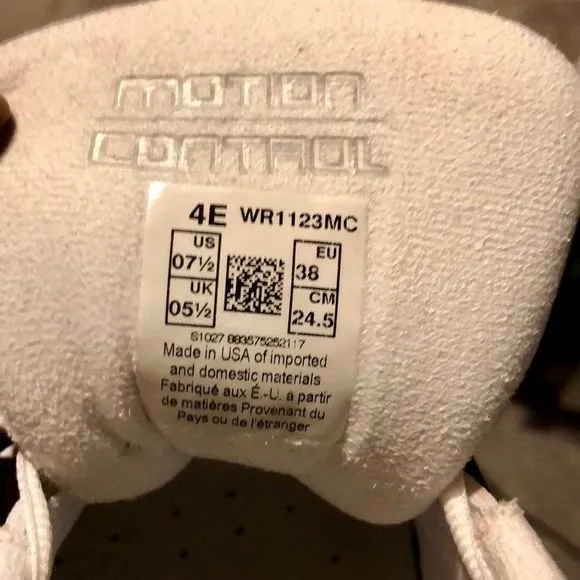 MOTION
CONTROL
4E WR1123MC
US
07½
UK
05½
EU
38
CM
24.5
S1027 883575252117
Made in USA of imported
and domestic materials
Fabriqué aux É.-U. à partir
de matières Provenant du
Pays ou de l'étranger